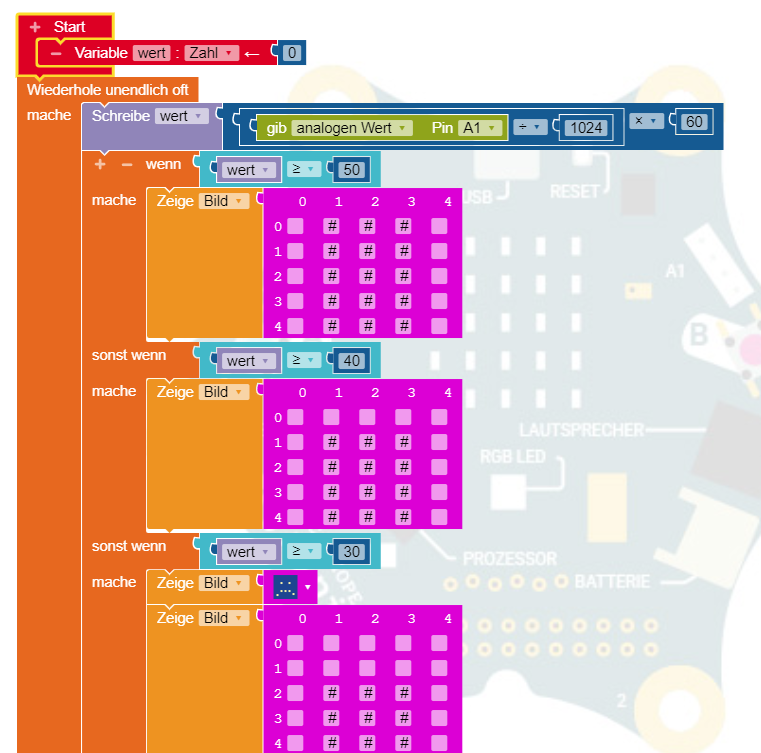 + Start
− Variable wert : Zahl ← 0
Wiederhole unendlich oft
mache Schreibe wert gib analogen Wert Pin A1 ÷ 1024 × 60
+ − wenn wert ≥ 50
mache Zeige Bild 0 1 2 3 4
0 # # #
1 # # #
2 # # #
3 # # #
4 # # #
sonst wenn wert ≥ 40
mache Zeige Bild 0 1 2 3 4
0
1 # # #
2 # # #
3 # # #
4 # # #
sonst wenn wert ≥ 30
mache Zeige Bild
Zeige Bild 0 1 2 3 4
0
1
2 # # #
3 # # #
4 # # #
USB
RESET
A1
B
LAUTSPRECHER
RGB LED
PROZESSOR
BATTERIE
2